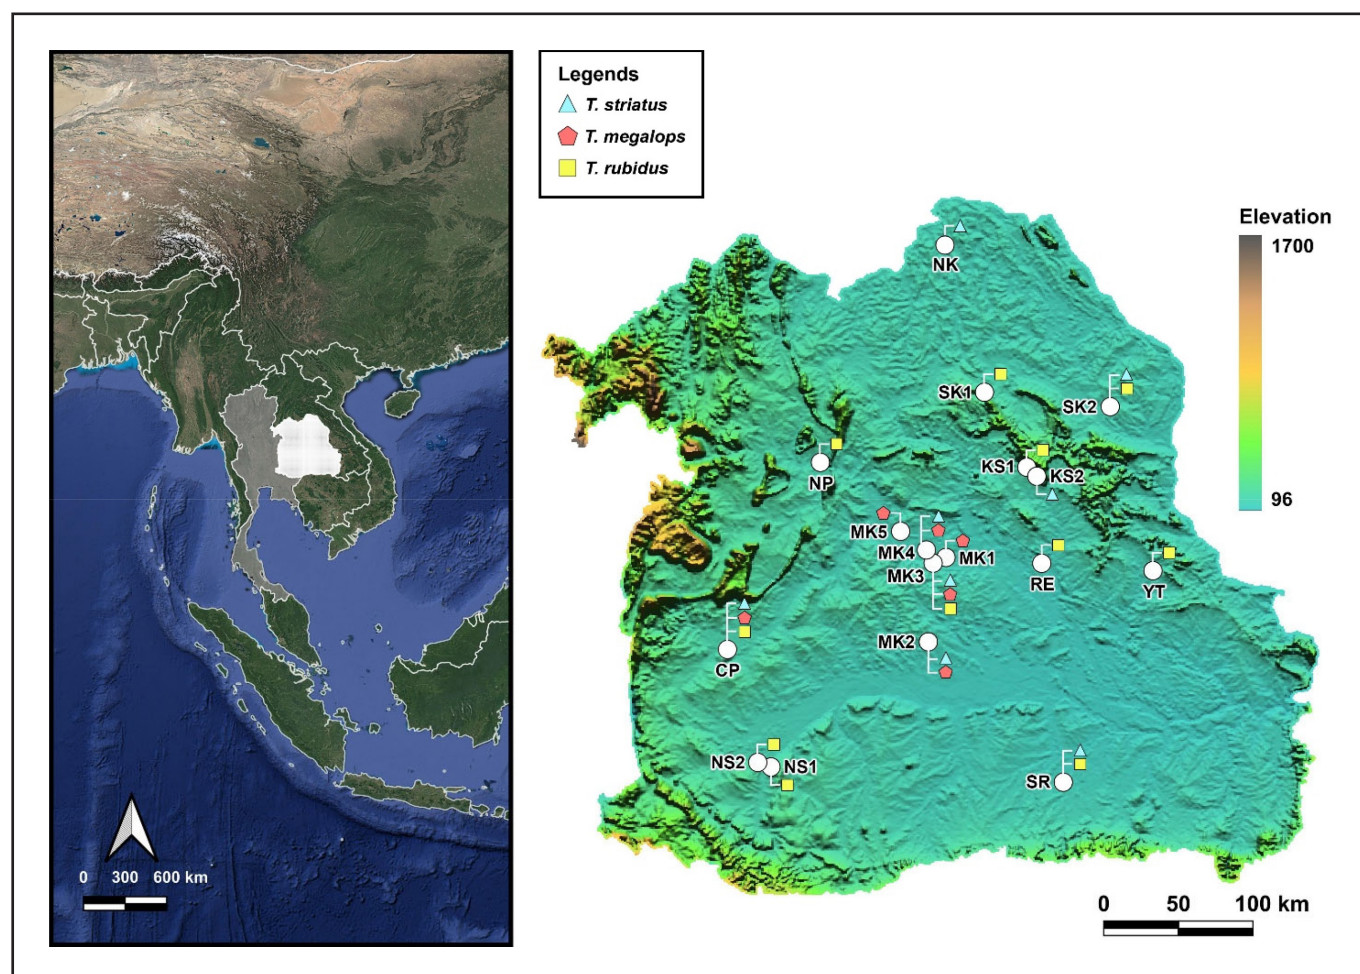 Legends
T. striatus
T. megalops
T. rubidus
Elevation
1700
96
NK
SK1
SK2
NP
KS1
KS2
MK5
MK4
MK1
MK3
RE
YT
CP
MK2
NS2
NS1
SR
0 300 600 km
0 50 100 km